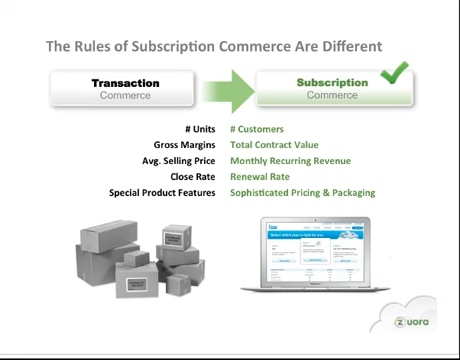 The Rules of Subscription Commerce Are Different
Transaction
Commerce
Subscription
Commerce
# Units
# Customers
Gross Margins
Total Contract Value
Avg. Selling Price
Monthly Recurring Revenue
Close Rate
Renewal Rate
Special Product Features
Sophisticated Pricing & Packaging
box
zuora